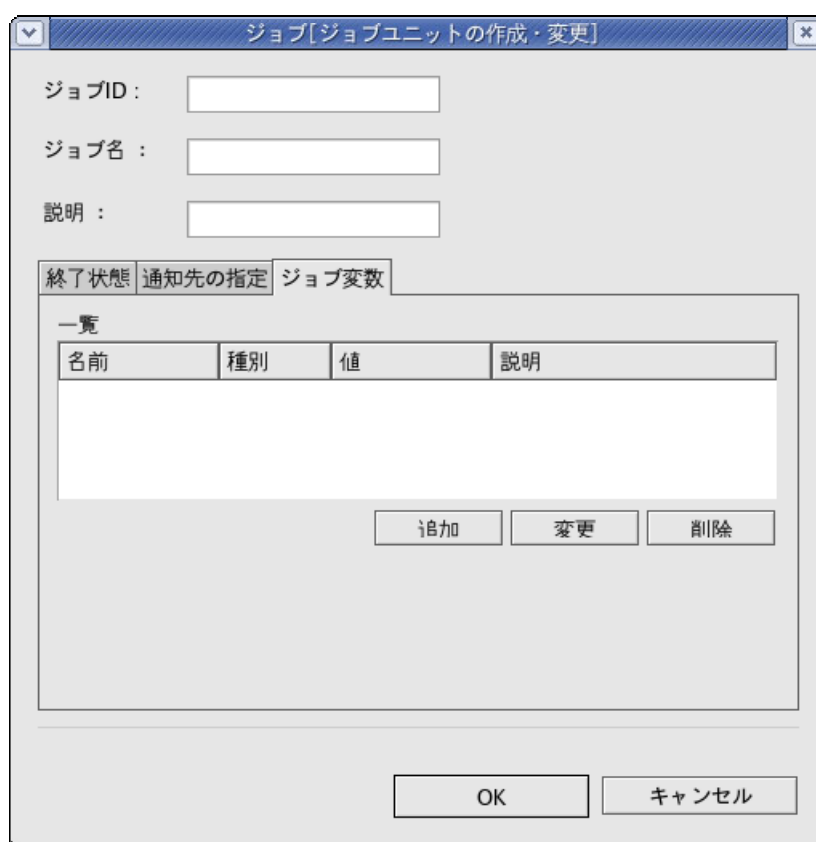 ジョブ[ジョブユニットの作成・変更]
ジョブID :
ジョブ名 :
説明 :
終了状態 通知先の指定 ジョブ変数
一覧
名前 種別 値 説明
追加 変更 削除
OK キャンセル